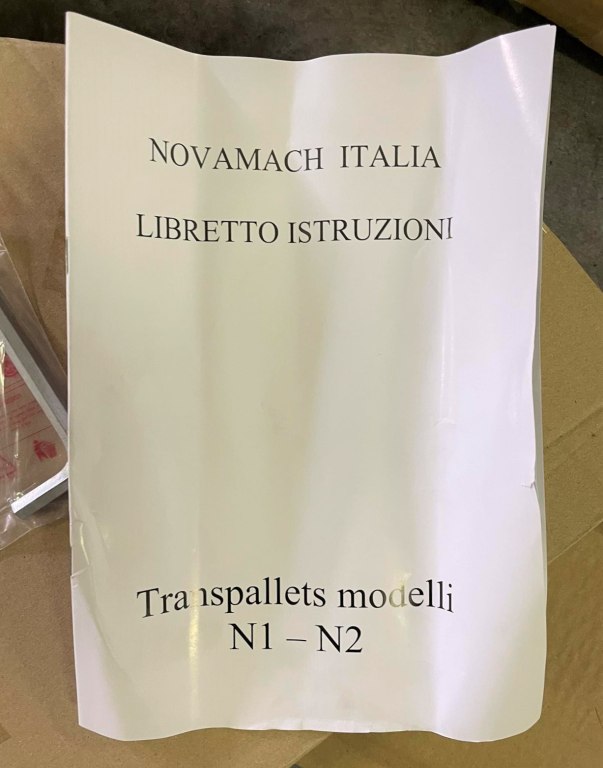 NOVAMACH ITALIA
LIBRETTO ISTRUZIONI
Transpallets modelli
N1 – N2